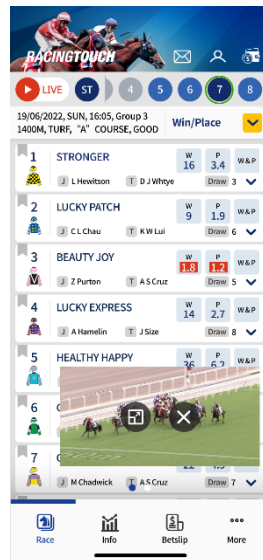 RACINGTOUCH
LIVE ST 4 5 6 7 8
19/06/2022, SUN, 16:05, Group 3
1400M, TURF, "A" COURSE, GOOD
Win/Place
1 STRONGER W 16 P 3.4 W&P
J L Hewitson T D J Whyte Draw 3
2 LUCKY PATCH W 9 P 1.9 W&P
J C L Chau T K W Lui Draw 6
3 BEAUTY JOY W 1.8 P 1.2 W&P
J Z Purton T A S Cruz Draw 5
4 LUCKY EXPRESS W 14 P 2.7 W&P
J A Hamelin T J Size Draw 8
5 HEALTHY HAPPY W 36 P 6.2 W&P
6
7
J M Chadwick T A S Cruz Draw 7
Race Info Betslip More